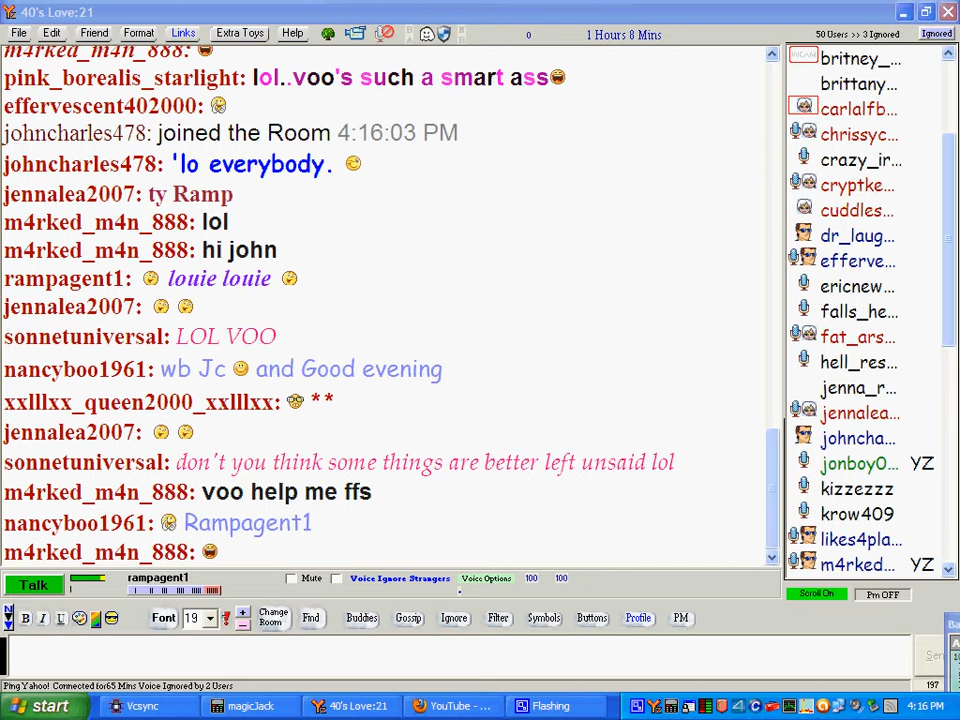 40's Love:21
File Edit Friend Format Links Extra Toys Help 0 1 Hours 8 Mins 50 Users >> 3 Ignored Ignored
m4rked_m4n_888:
pink_borealis_starlight: lol..voo's such a smart ass
effervescent402000:
johncharles478: joined the Room 4:16:03 PM
johncharles478: 'lo everybody.
jennalea2007: ty Ramp
m4rked_m4n_888: lol
m4rked_m4n_888: hi john
rampagent1: louie louie
jennalea2007:
sonnetuniversal: LOL VOO
nancyboo1961: wb Jc and Good evening
xxlllxx_queen2000_xxlllxx: **
jennalea2007:
sonnetuniversal: don't you think some things are better left unsaid lol
m4rked_m4n_888: voo help me ffs
nancyboo1961: Rampagent1
m4rked_m4n_888:
britney_...
brittany...
carlalfb...
chrissyc...
crazy_ir...
cryptke...
cuddles...
dr_laug...
efferve...
ericnew...
falls_he...
fat_ars...
hell_res...
jenna_r...
jennalea...
johncha...
jonboy0... YZ
kizzezzz
krow409
likes4pla...
m4rked... YZ
Talk rampagent1 Mute Voice Ignore Strangers Voice Options 100 100 Scroll On Pm OFF
B I U Font 19 + - Change Room Find Buddies Gossip Ignore Filter Symbols Buttons Profile PM
Sen
Ping Yahoo! Connected for65 Mins Voice Ignored by 2 Users 197
start Vcsync magicJack 40's Love:21 YouTube - ... Flashing 4:16 PM